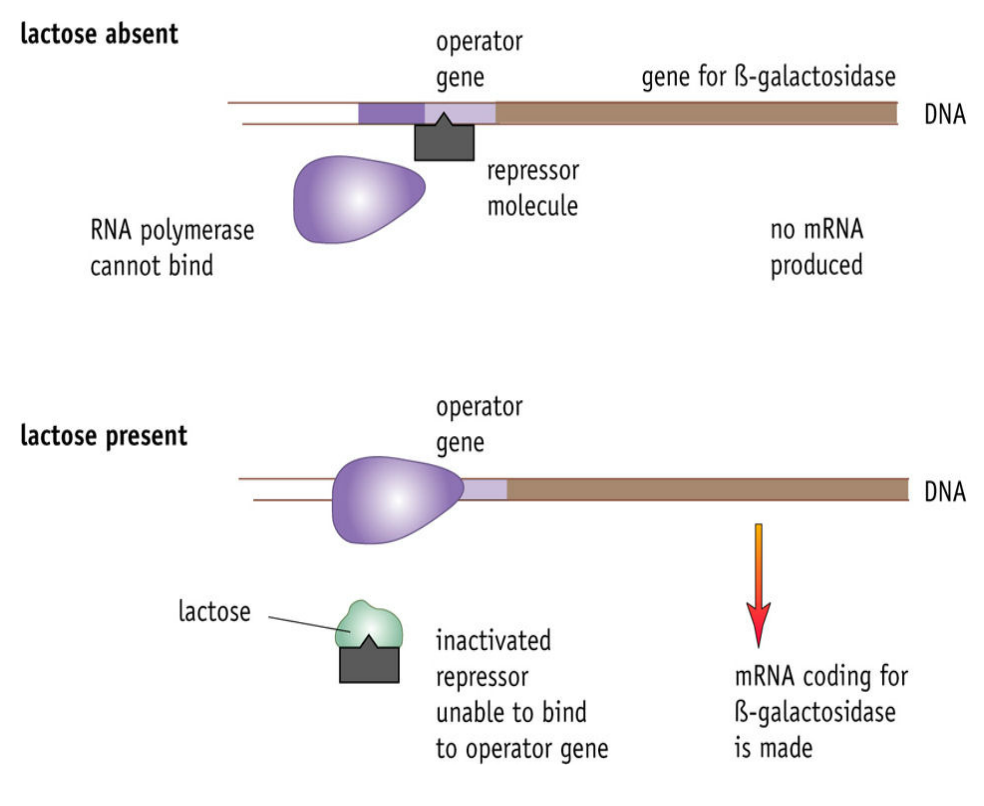 lactose absent
operator
gene
gene for ß-galactosidase
DNA
repressor
molecule
RNA polymerase
cannot bind
no mRNA
produced
lactose present
operator
gene
DNA
lactose
inactivated
repressor
unable to bind
to operator gene
mRNA coding for
ß-galactosidase
is made